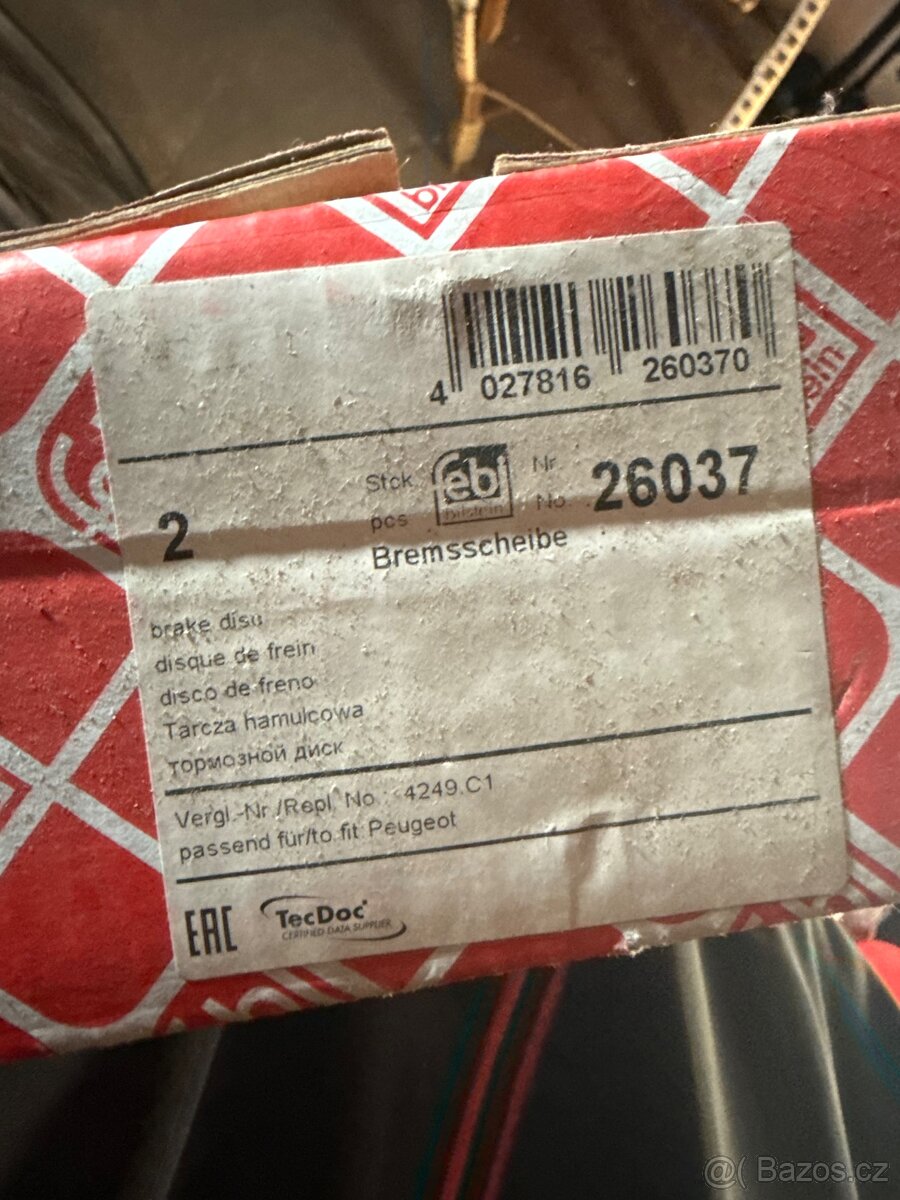 4 027816 260370
2 Stck pcs febi bilstein Nr. No. 26037
Bremsscheibe
brake disc
disque de frein
disco de freno
Tarcza hamulcowa
тормозной диск
Vergl.-Nr./Repl. No.: 4249.C1
passend für/to fit Peugeot
EAC TecDoc
CERTIFIED DATA SUPPLIER
@( Bazos.cz